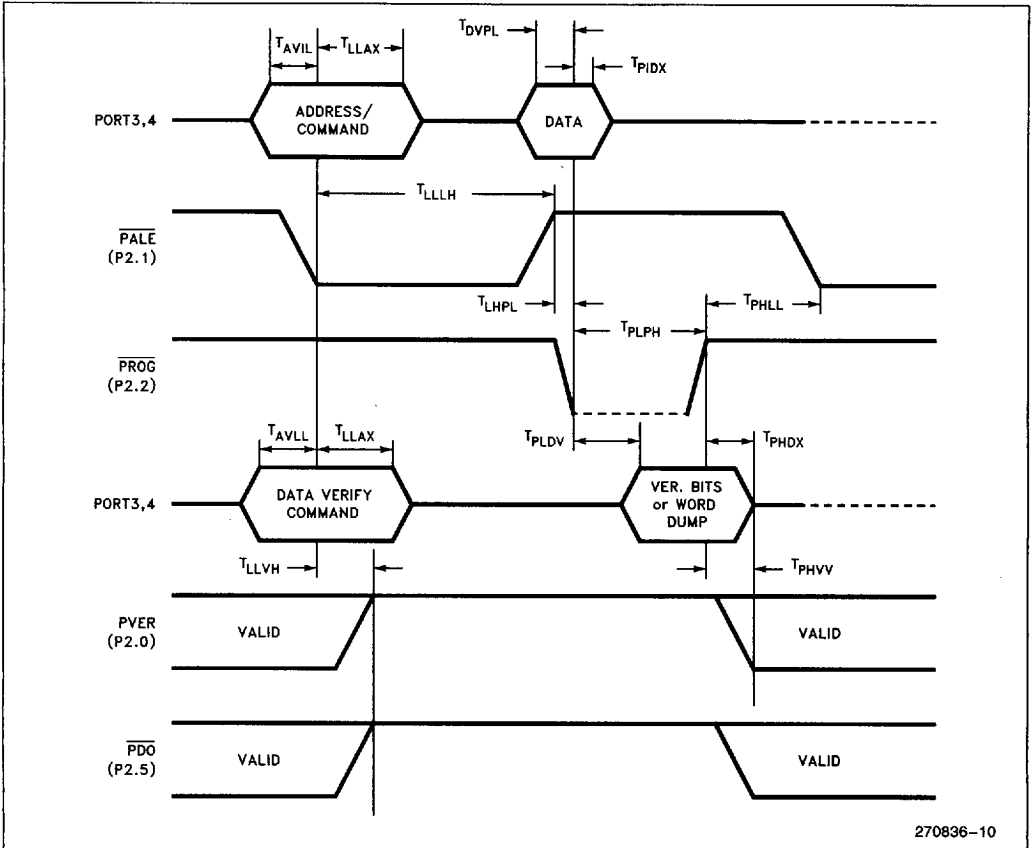 T_DVPL
T_AVIL T_LLAX
T_PIDX
PORT3,4
ADDRESS/
COMMAND
DATA
T_LLLH
PALE
(P2.1)
T_LHPL
T_PHLL
T_PLPH
PROG
(P2.2)
T_AVLL T_LLAX
T_PLDV
T_PHDX
PORT3,4
DATA VERIFY
COMMAND
VER. BITS
or WORD
DUMP
T_LLVH
T_PHVV
PVER
(P2.0)
VALID VALID
PDO
(P2.5)
VALID VALID
270836-10